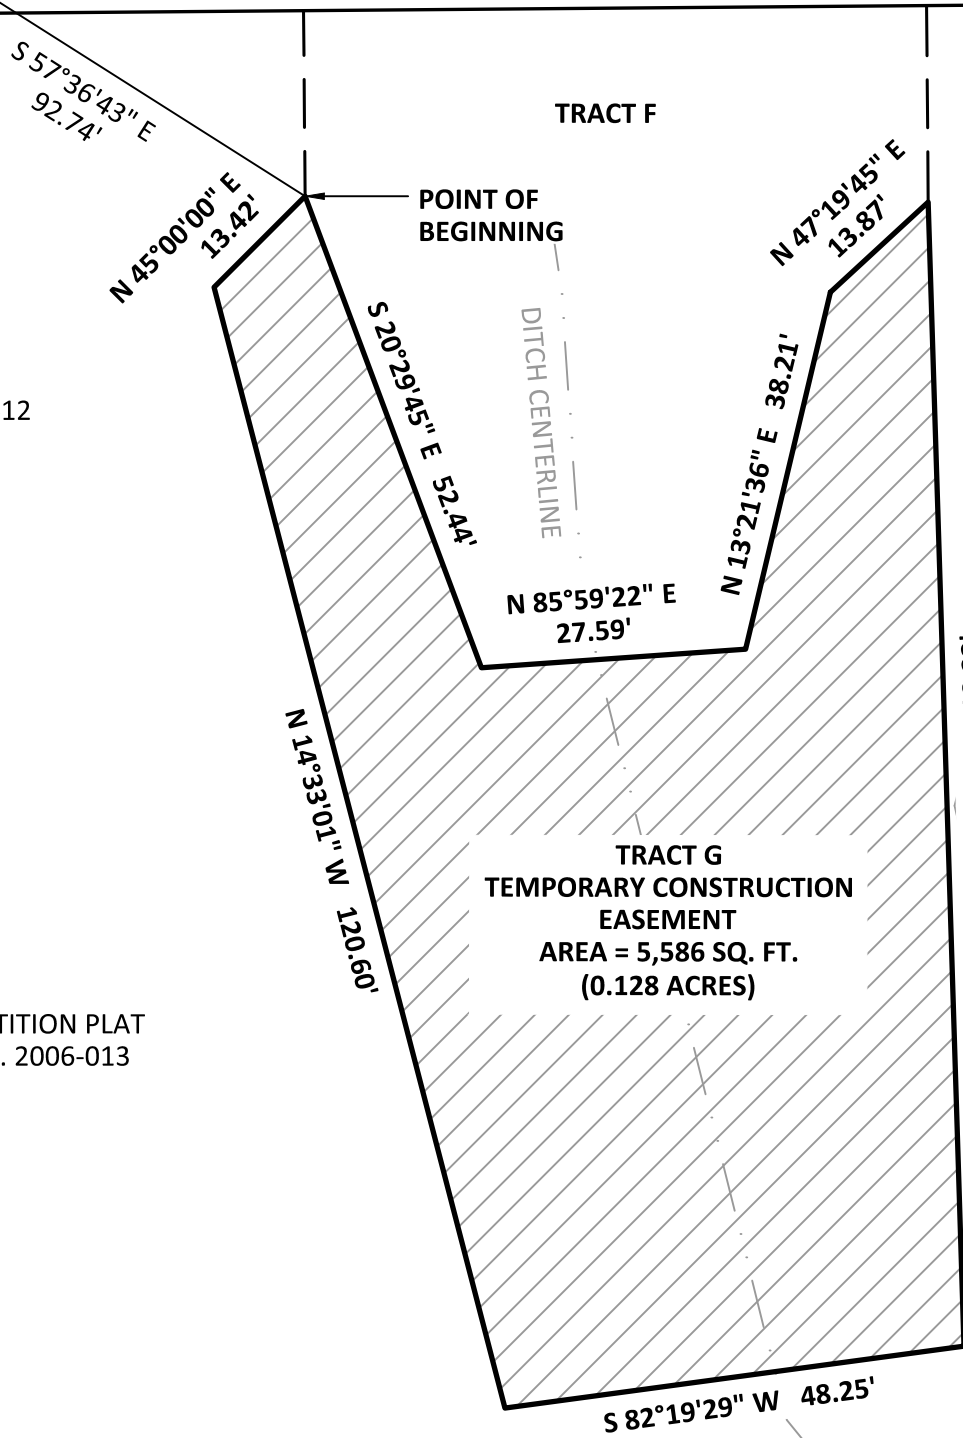 S 57°36'43" E
92.74'
TRACT F
POINT OF
BEGINNING
N 45°00'00" E
13.42'
N 47°19'45" E
13.87'
S 20°29'45" E 52.44'
DITCH CENTERLINE
N 13°21'36" E 38.21'
12
N 85°59'22" E
27.59'
N 14°33'01" W 120.60'
TRACT G
TEMPORARY CONSTRUCTION
EASEMENT
AREA = 5,586 SQ. FT.
(0.128 ACRES)
TITION PLAT
. 2006-013
S 82°19'29" W 48.25'